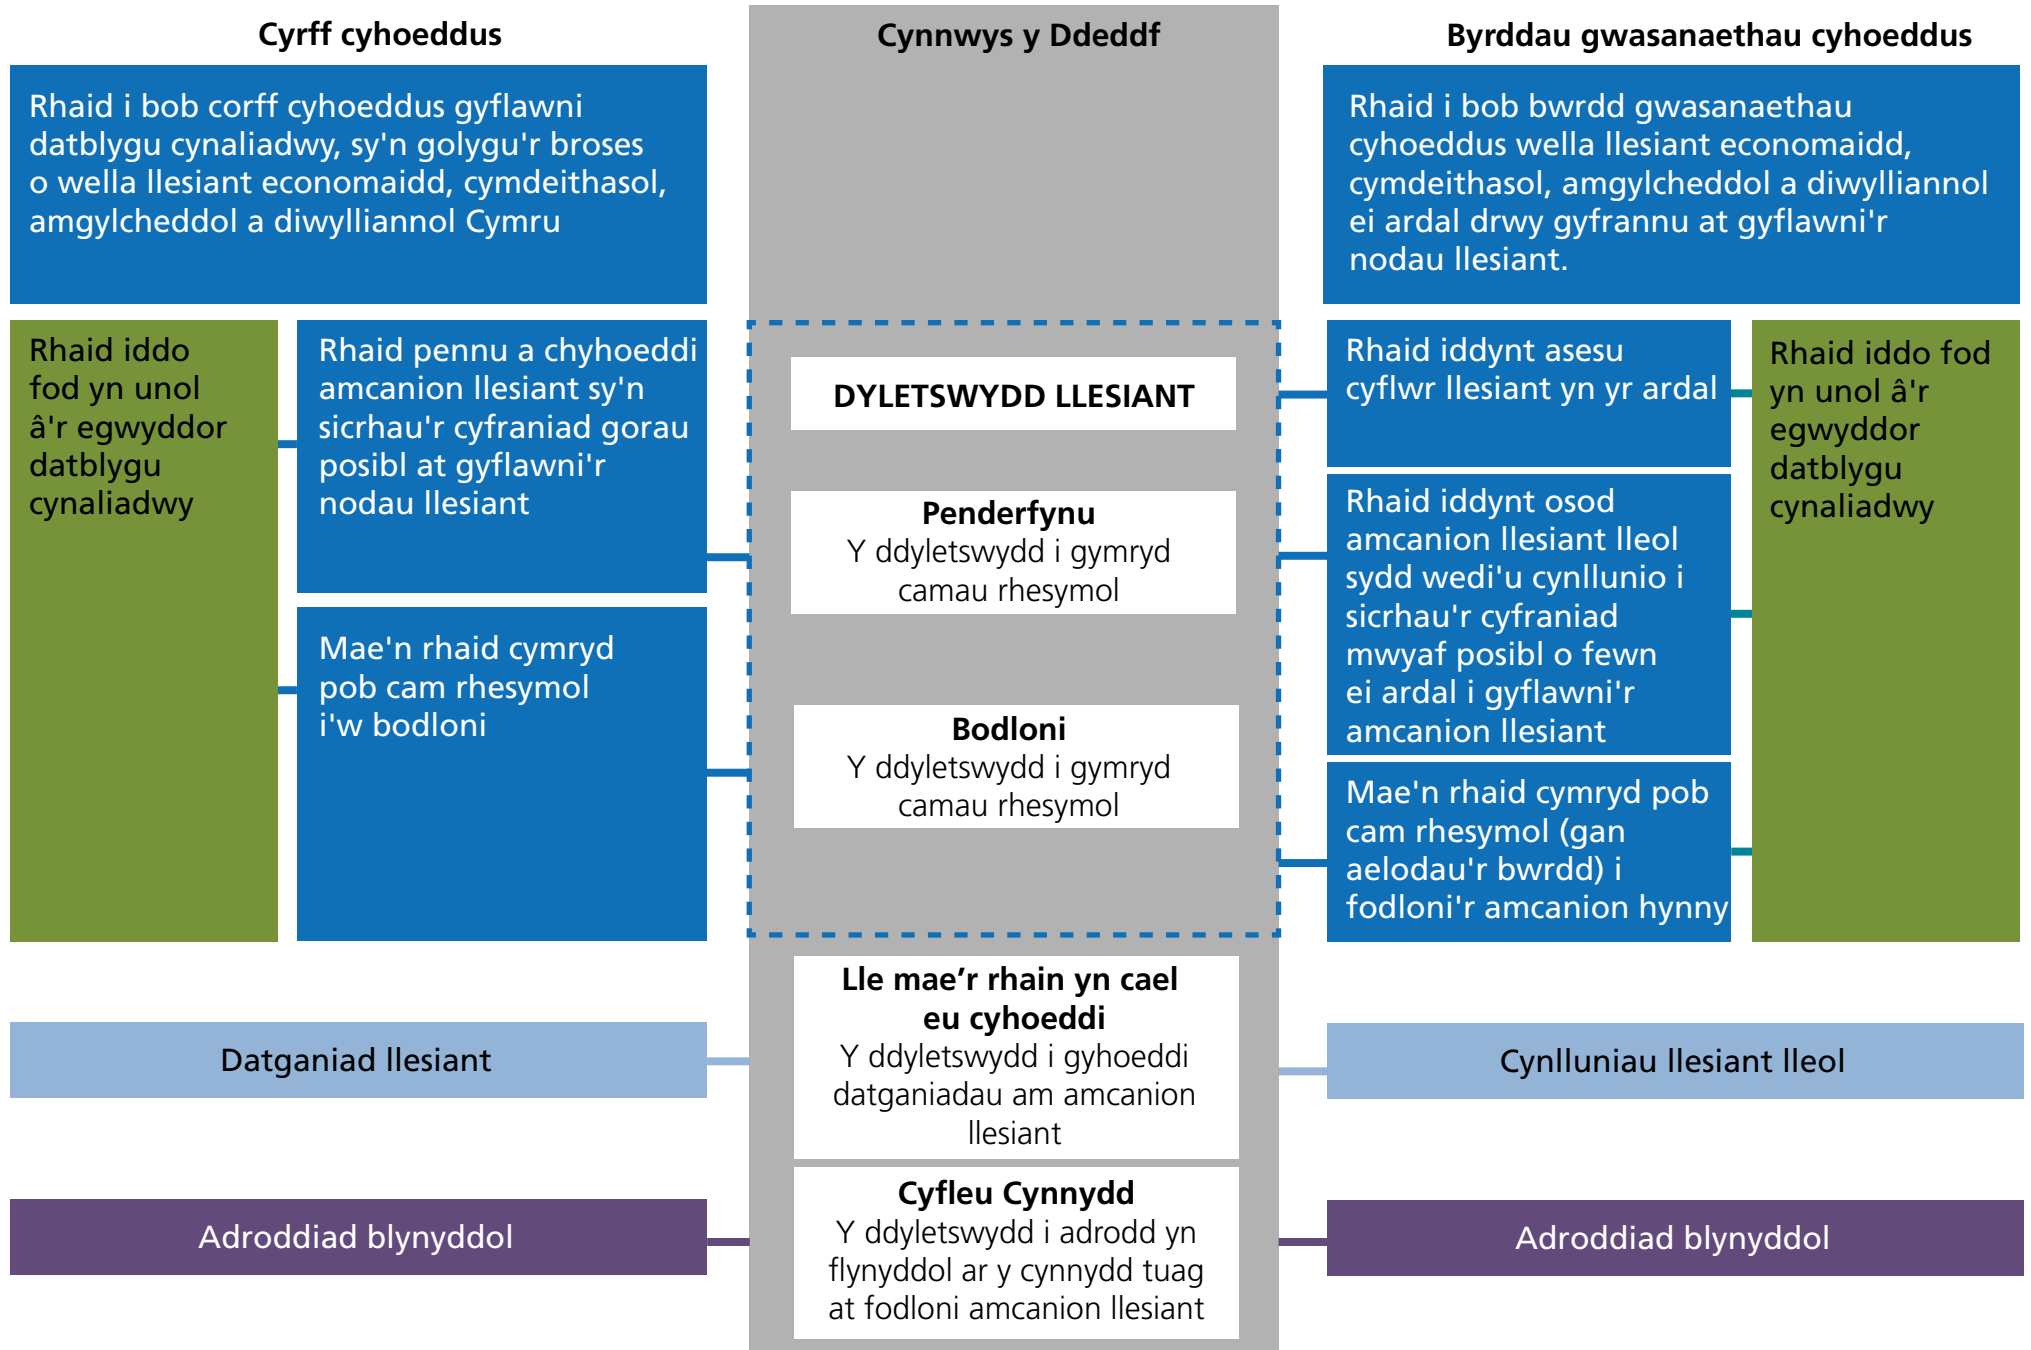 Cyrff cyhoeddus
Rhaid i bob corff cyhoeddus gyflawni
datblygu cynaliadwy, sy'n golygu'r broses
o wella llesiant economaidd, cymdeithasol,
amgylcheddol a diwylliannol Cymru
Rhaid iddo
fod yn unol
â'r egwyddor
datblygu
cynaliadwy
Rhaid pennu a chyhoeddi
amcanion llesiant sy'n
sicrhau'r cyfraniad gorau
posibl at gyflawni'r
nodau llesiant
Mae'n rhaid cymryd
pob cam rhesymol
i'w bodloni
Datganiad llesiant
Adroddiad blynyddol
Cynnwys y Ddeddf
DYLETSWYDD LLESIANT
Penderfynu
Y ddyletswydd i gymryd
camau rhesymol
Bodloni
Y ddyletswydd i gymryd
camau rhesymol
Lle mae’r rhain yn cael
eu cyhoeddi
Y ddyletswydd i gyhoeddi
datganiadau am amcanion
llesiant
Cyfleu Cynnydd
Y ddyletswydd i adrodd yn
flynyddol ar y cynnydd tuag
at fodloni amcanion llesiant
Byrddau gwasanaethau cyhoeddus
Rhaid i bob bwrdd gwasanaethau
cyhoeddus wella llesiant economaidd,
cymdeithasol, amgylcheddol a diwylliannol
ei ardal drwy gyfrannu at gyflawni'r
nodau llesiant.
Rhaid iddynt asesu
cyflwr llesiant yn yr ardal
Rhaid iddynt osod
amcanion llesiant lleol
sydd wedi'u cynllunio i
sicrhau'r cyfraniad
mwyaf posibl o fewn
ei ardal i gyflawni'r
amcanion llesiant
Mae'n rhaid cymryd pob
cam rhesymol (gan
aelodau'r bwrdd) i
fodloni'r amcanion hynny
Rhaid iddo fod
yn unol â'r
egwyddor
datblygu
cynaliadwy
Cynlluniau llesiant lleol
Adroddiad blynyddol